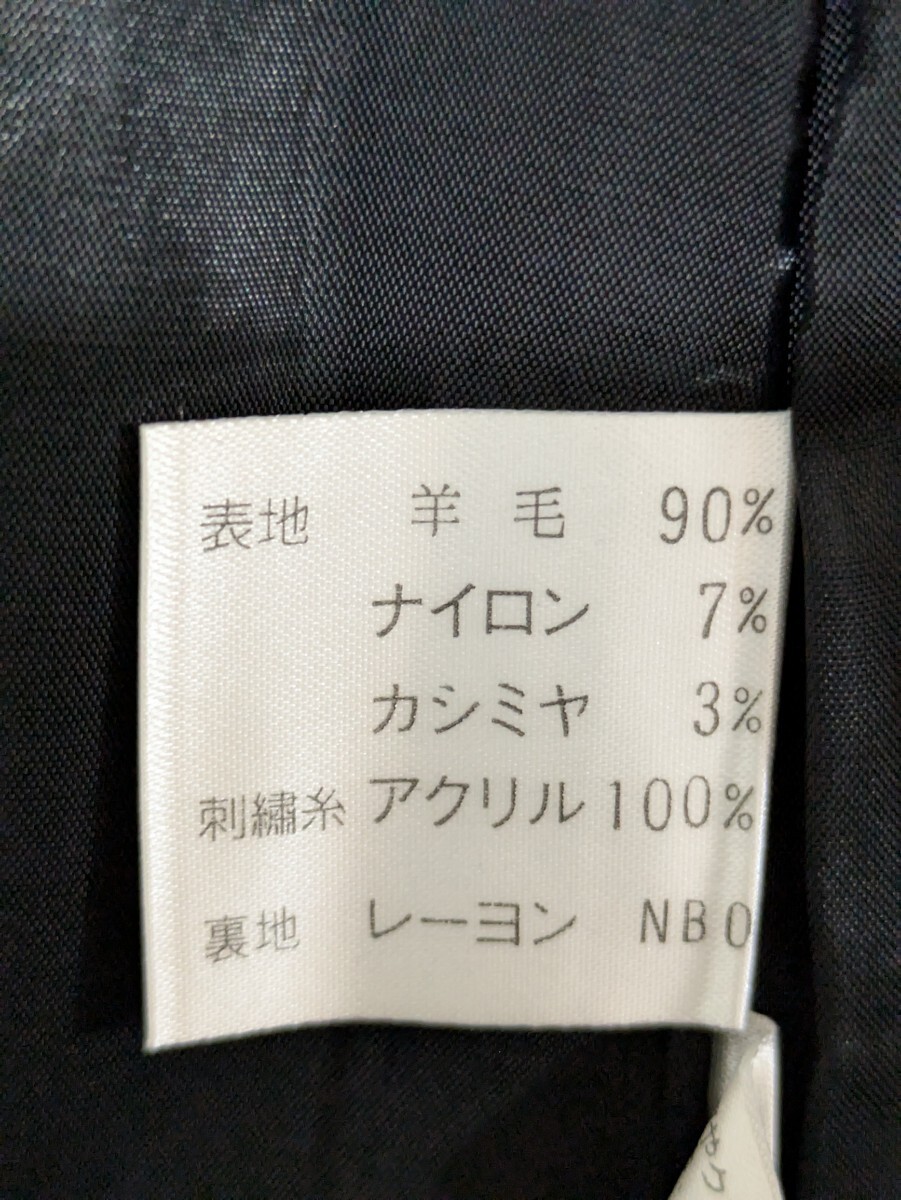 表地 羊毛 90%
ナイロン 7%
カシミヤ 3%
刺繍糸 アクリル 100%
裏地 レーヨン NB0